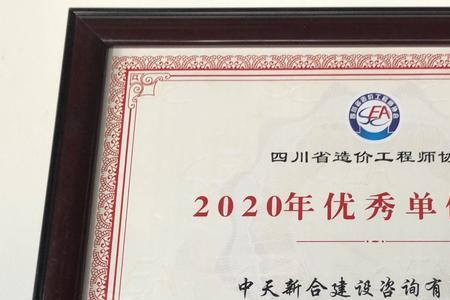 SCEA
四川省造价工程师协
2020年优秀单
中天新合建设咨询有